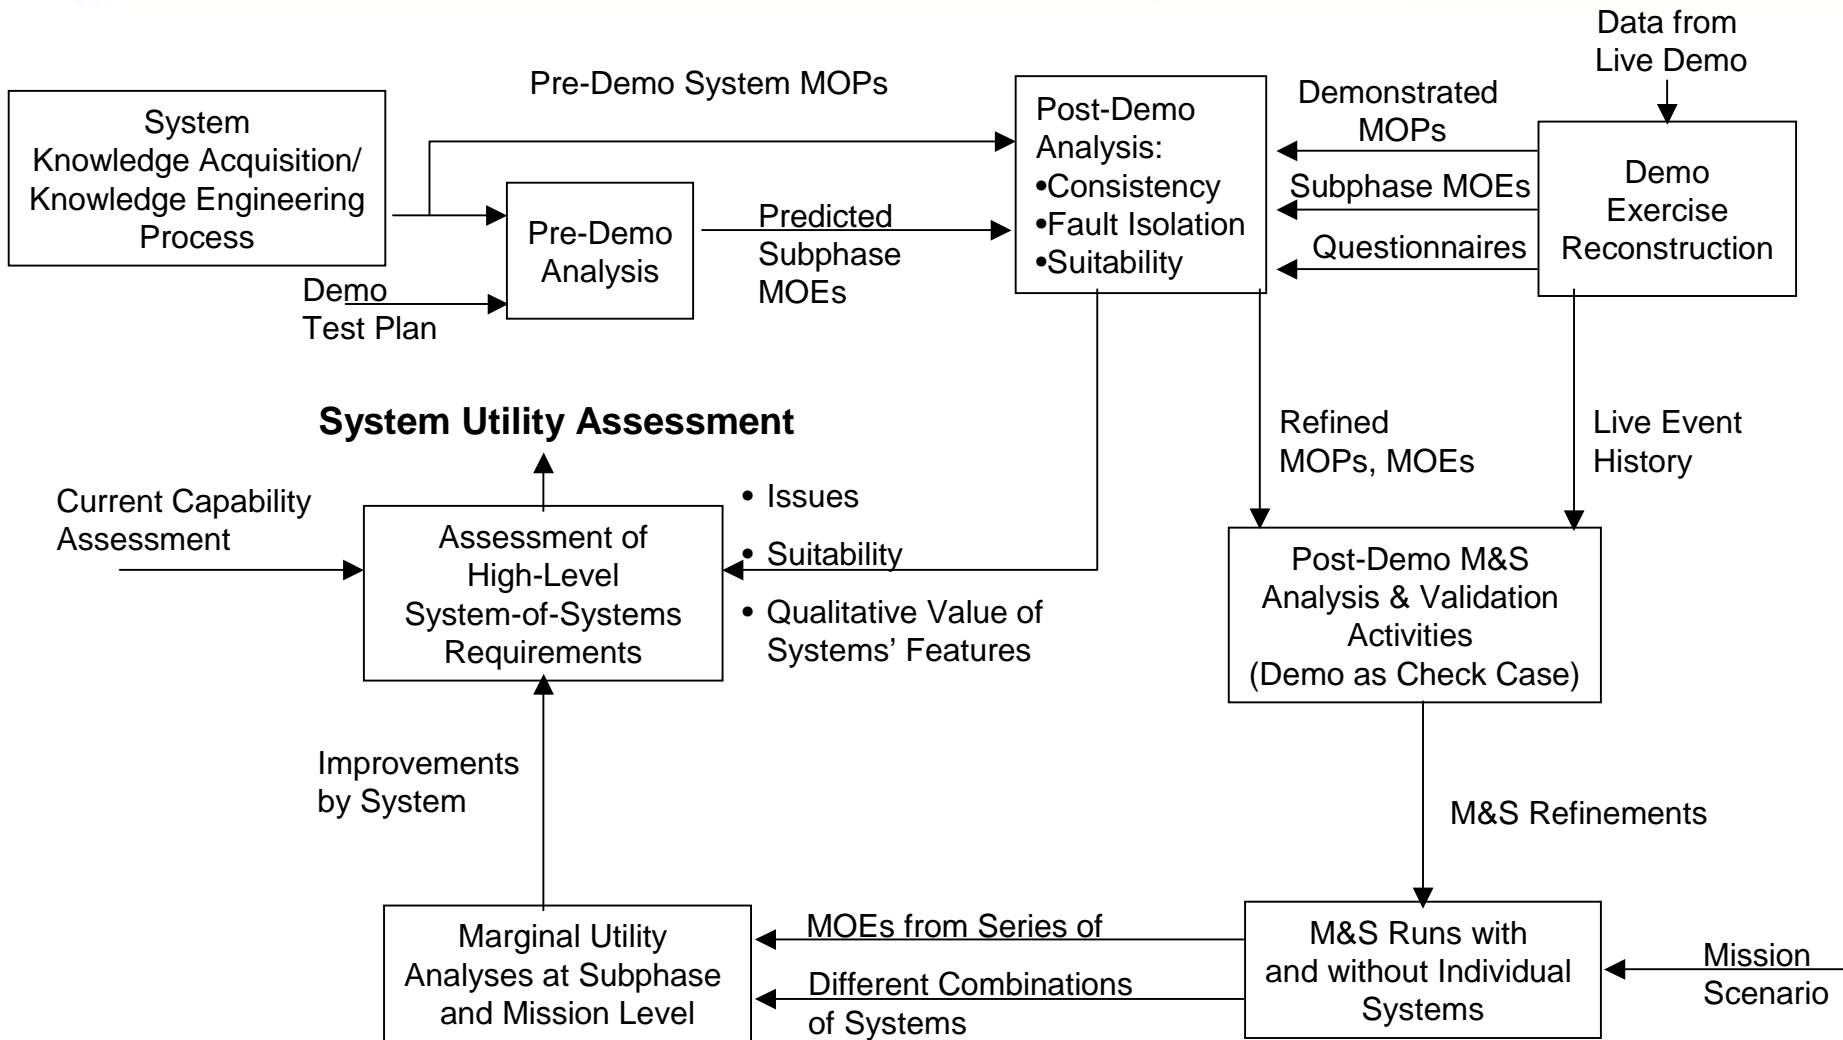 Data from
Live Demo
Pre-Demo System MOPs
System
Knowledge Acquisition/
Knowledge Engineering
Process
Post-Demo
Analysis:
•Consistency
•Fault Isolation
•Suitability
Demonstrated
MOPs
Subphase MOEs
Questionnaires
Demo
Exercise
Reconstruction
Pre-Demo
Analysis
Predicted
Subphase
MOEs
Demo
Test Plan
System Utility Assessment
Refined
MOPs, MOEs
Live Event
History
Current Capability
Assessment
Assessment of
High-Level
System-of-Systems
Requirements
• Issues
• Suitability
• Qualitative Value of
Systems’ Features
Post-Demo M&S
Analysis & Validation
Activities
(Demo as Check Case)
Improvements
by System
M&S Refinements
Marginal Utility
Analyses at Subphase
and Mission Level
MOEs from Series of
Different Combinations
of Systems
M&S Runs with
and without Individual
Systems
Mission
Scenario